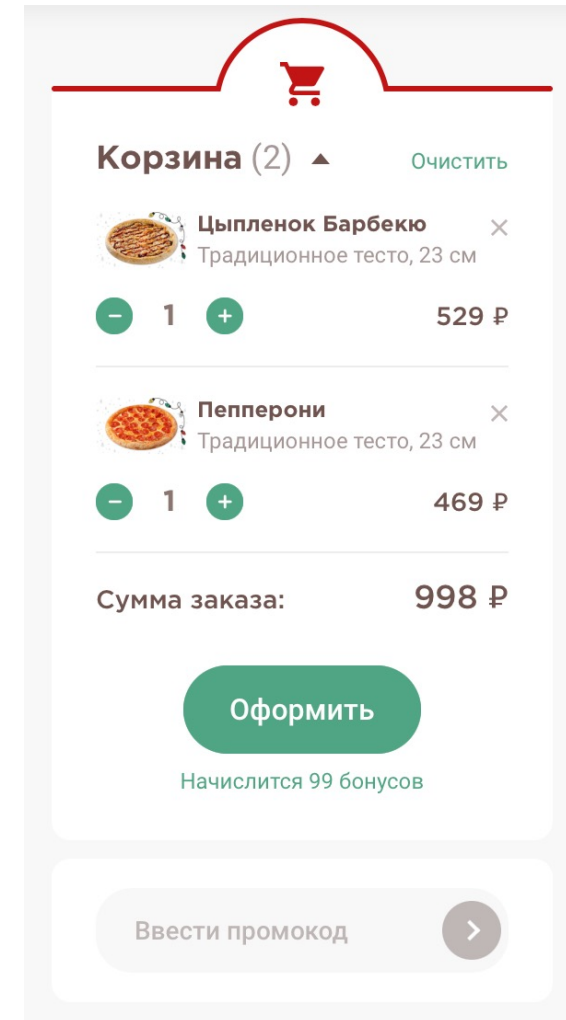 Корзина (2)
Очистить
Цыпленок Барбекю
Традиционное тесто, 23 см
1
529 ₽
Пепперони
Традиционное тесто, 23 см
1
469 ₽
Сумма заказа: 998 ₽
Оформить
Начислится 99 бонусов
Ввести промокод